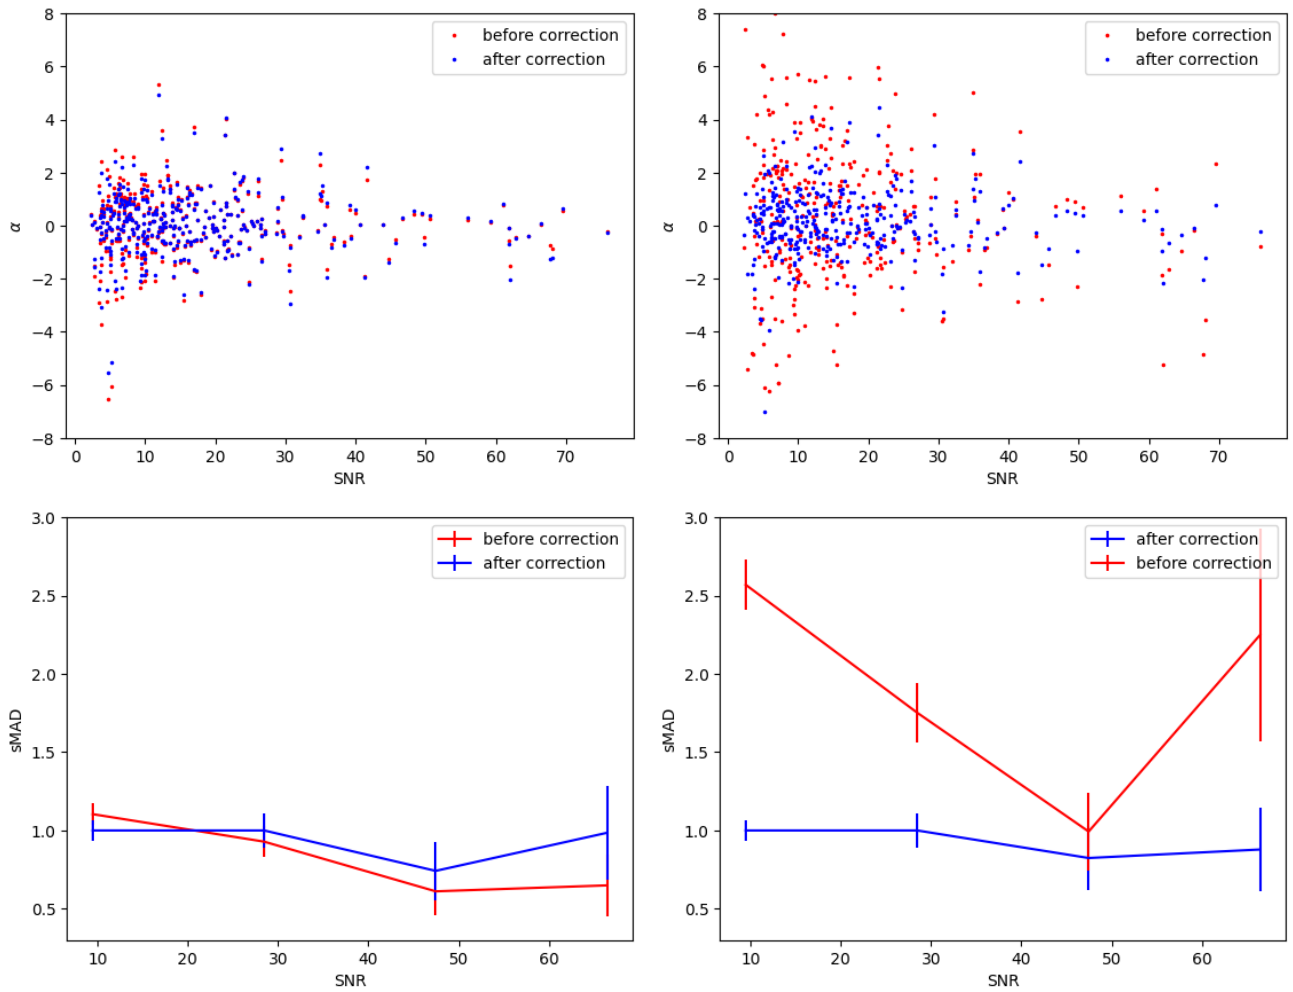 8
6
4
2
0
−2
−4
−6
−8
α
before correction
after correction
0 10 20 30 40 50 60 70
SNR
8
6
4
2
0
−2
−4
−6
−8
α
before correction
after correction
0 10 20 30 40 50 60 70
SNR
3.0
2.5
2.0
1.5
1.0
0.5
sMAD
before correction
after correction
10 20 30 40 50 60
SNR
3.0
2.5
2.0
1.5
1.0
0.5
sMAD
after correction
before correction
10 20 30 40 50 60
SNR